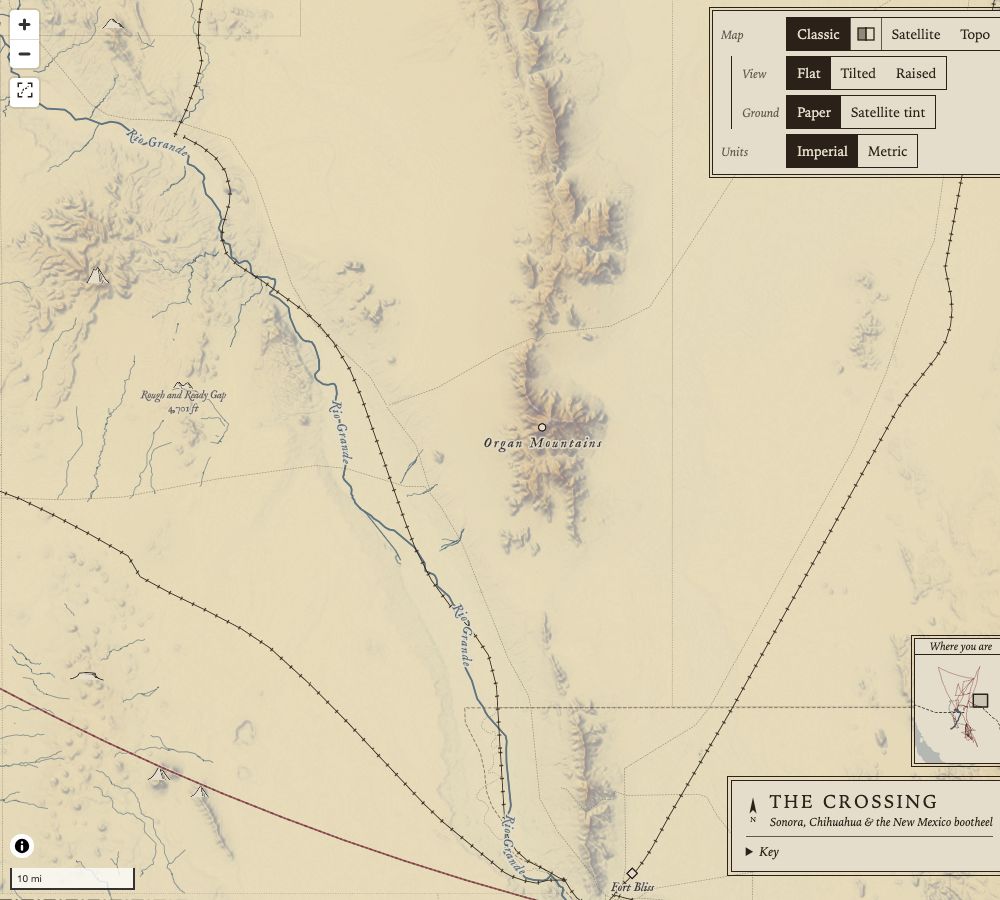 Map
Classic
Satellite
Topo
View
Flat
Tilted
Raised
Ground
Paper
Satellite tint
Units
Imperial
Metric
Rio Grande
Rough and Ready Gap
4,701 ft
Rio Grande
Organ Mountains
Rio Grande
Where you are
THE CROSSING
N
Sonora, Chihuahua & the New Mexico bootheel
Key
Rio Grande
10 mi
Fort Bliss